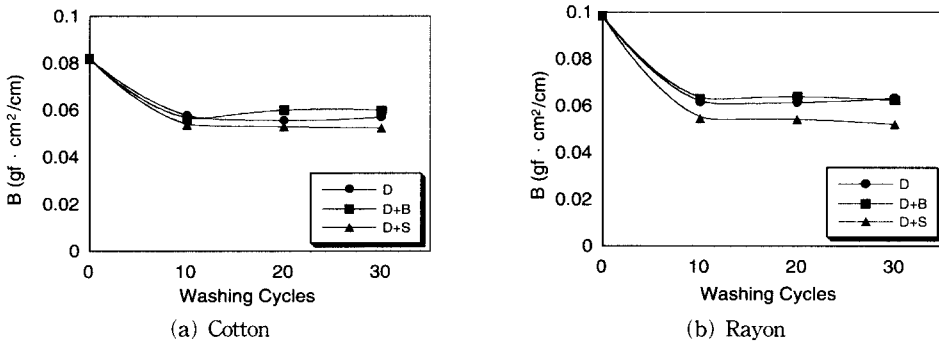 0.1
0.08
0.06
0.04
0.02
0
B (gf · cm²/cm)
D
D+B
D+S
0 10 20 30
Washing Cycles
(a) Cotton
0.1
0.08
0.06
0.04
0.02
0
B (gf · cm²/cm)
D
D+B
D+S
0 10 20 30
Washing Cycles
(b) Rayon